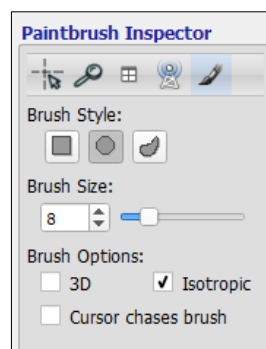 Paintbrush Inspector
Brush Style:
Brush Size:
8
Brush Options:
3D Isotropic
Cursor chases brush